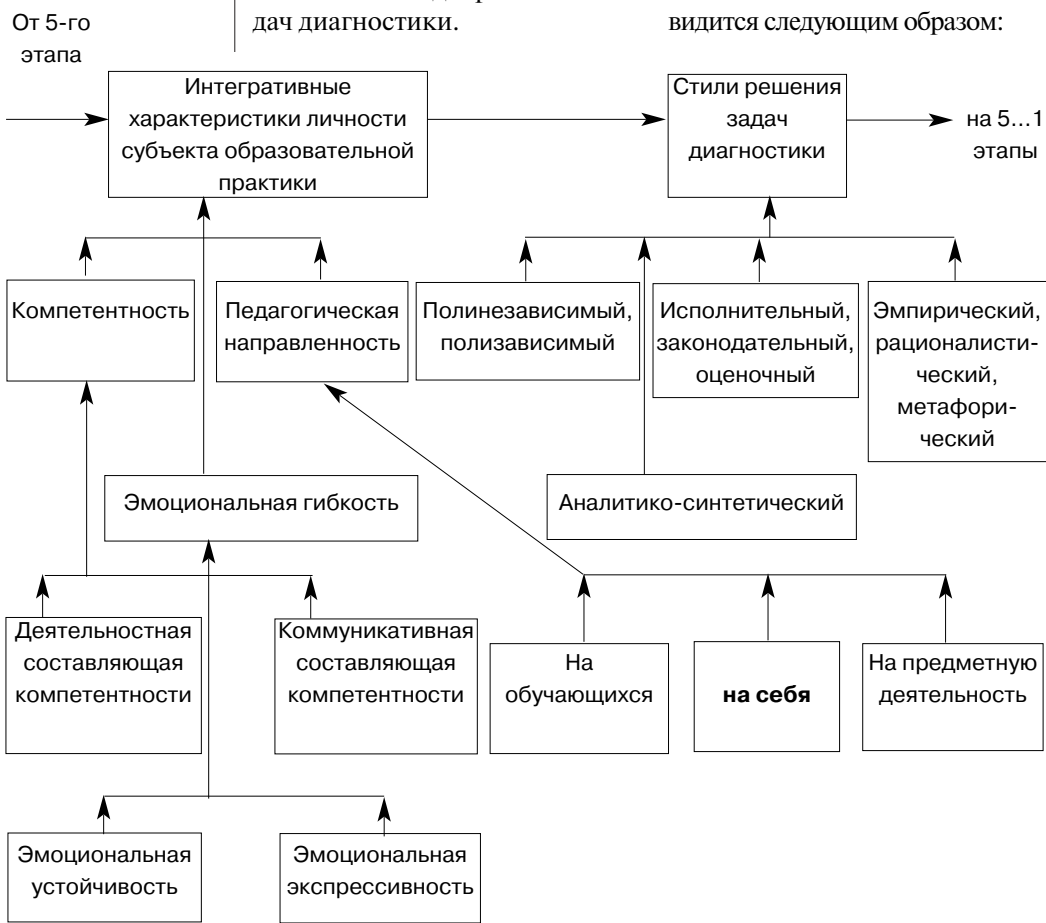 дач диагностики.
видится следующим образом:
От 5-го
этапа
Интегративные
характеристики личности
субъекта образовательной
практики
Стили решения
задач
диагностики
на 5...1
этапы
Компетентность
Педагогическая
направленность
Полинезависимый,
полизависимый
Исполнительный,
законодательный,
оценочный
Эмпирический,
рационалисти-
ческий,
метафори-
ческий
Эмоциональная гибкость
Аналитико-синтетический
Деятельностная
составляющая
компетентности
Коммуникативная
составляющая
компетентности
На
обучающихся
на себя
На предметную
деятельность
Эмоциональная
устойчивость
Эмоциональная
экспрессивность